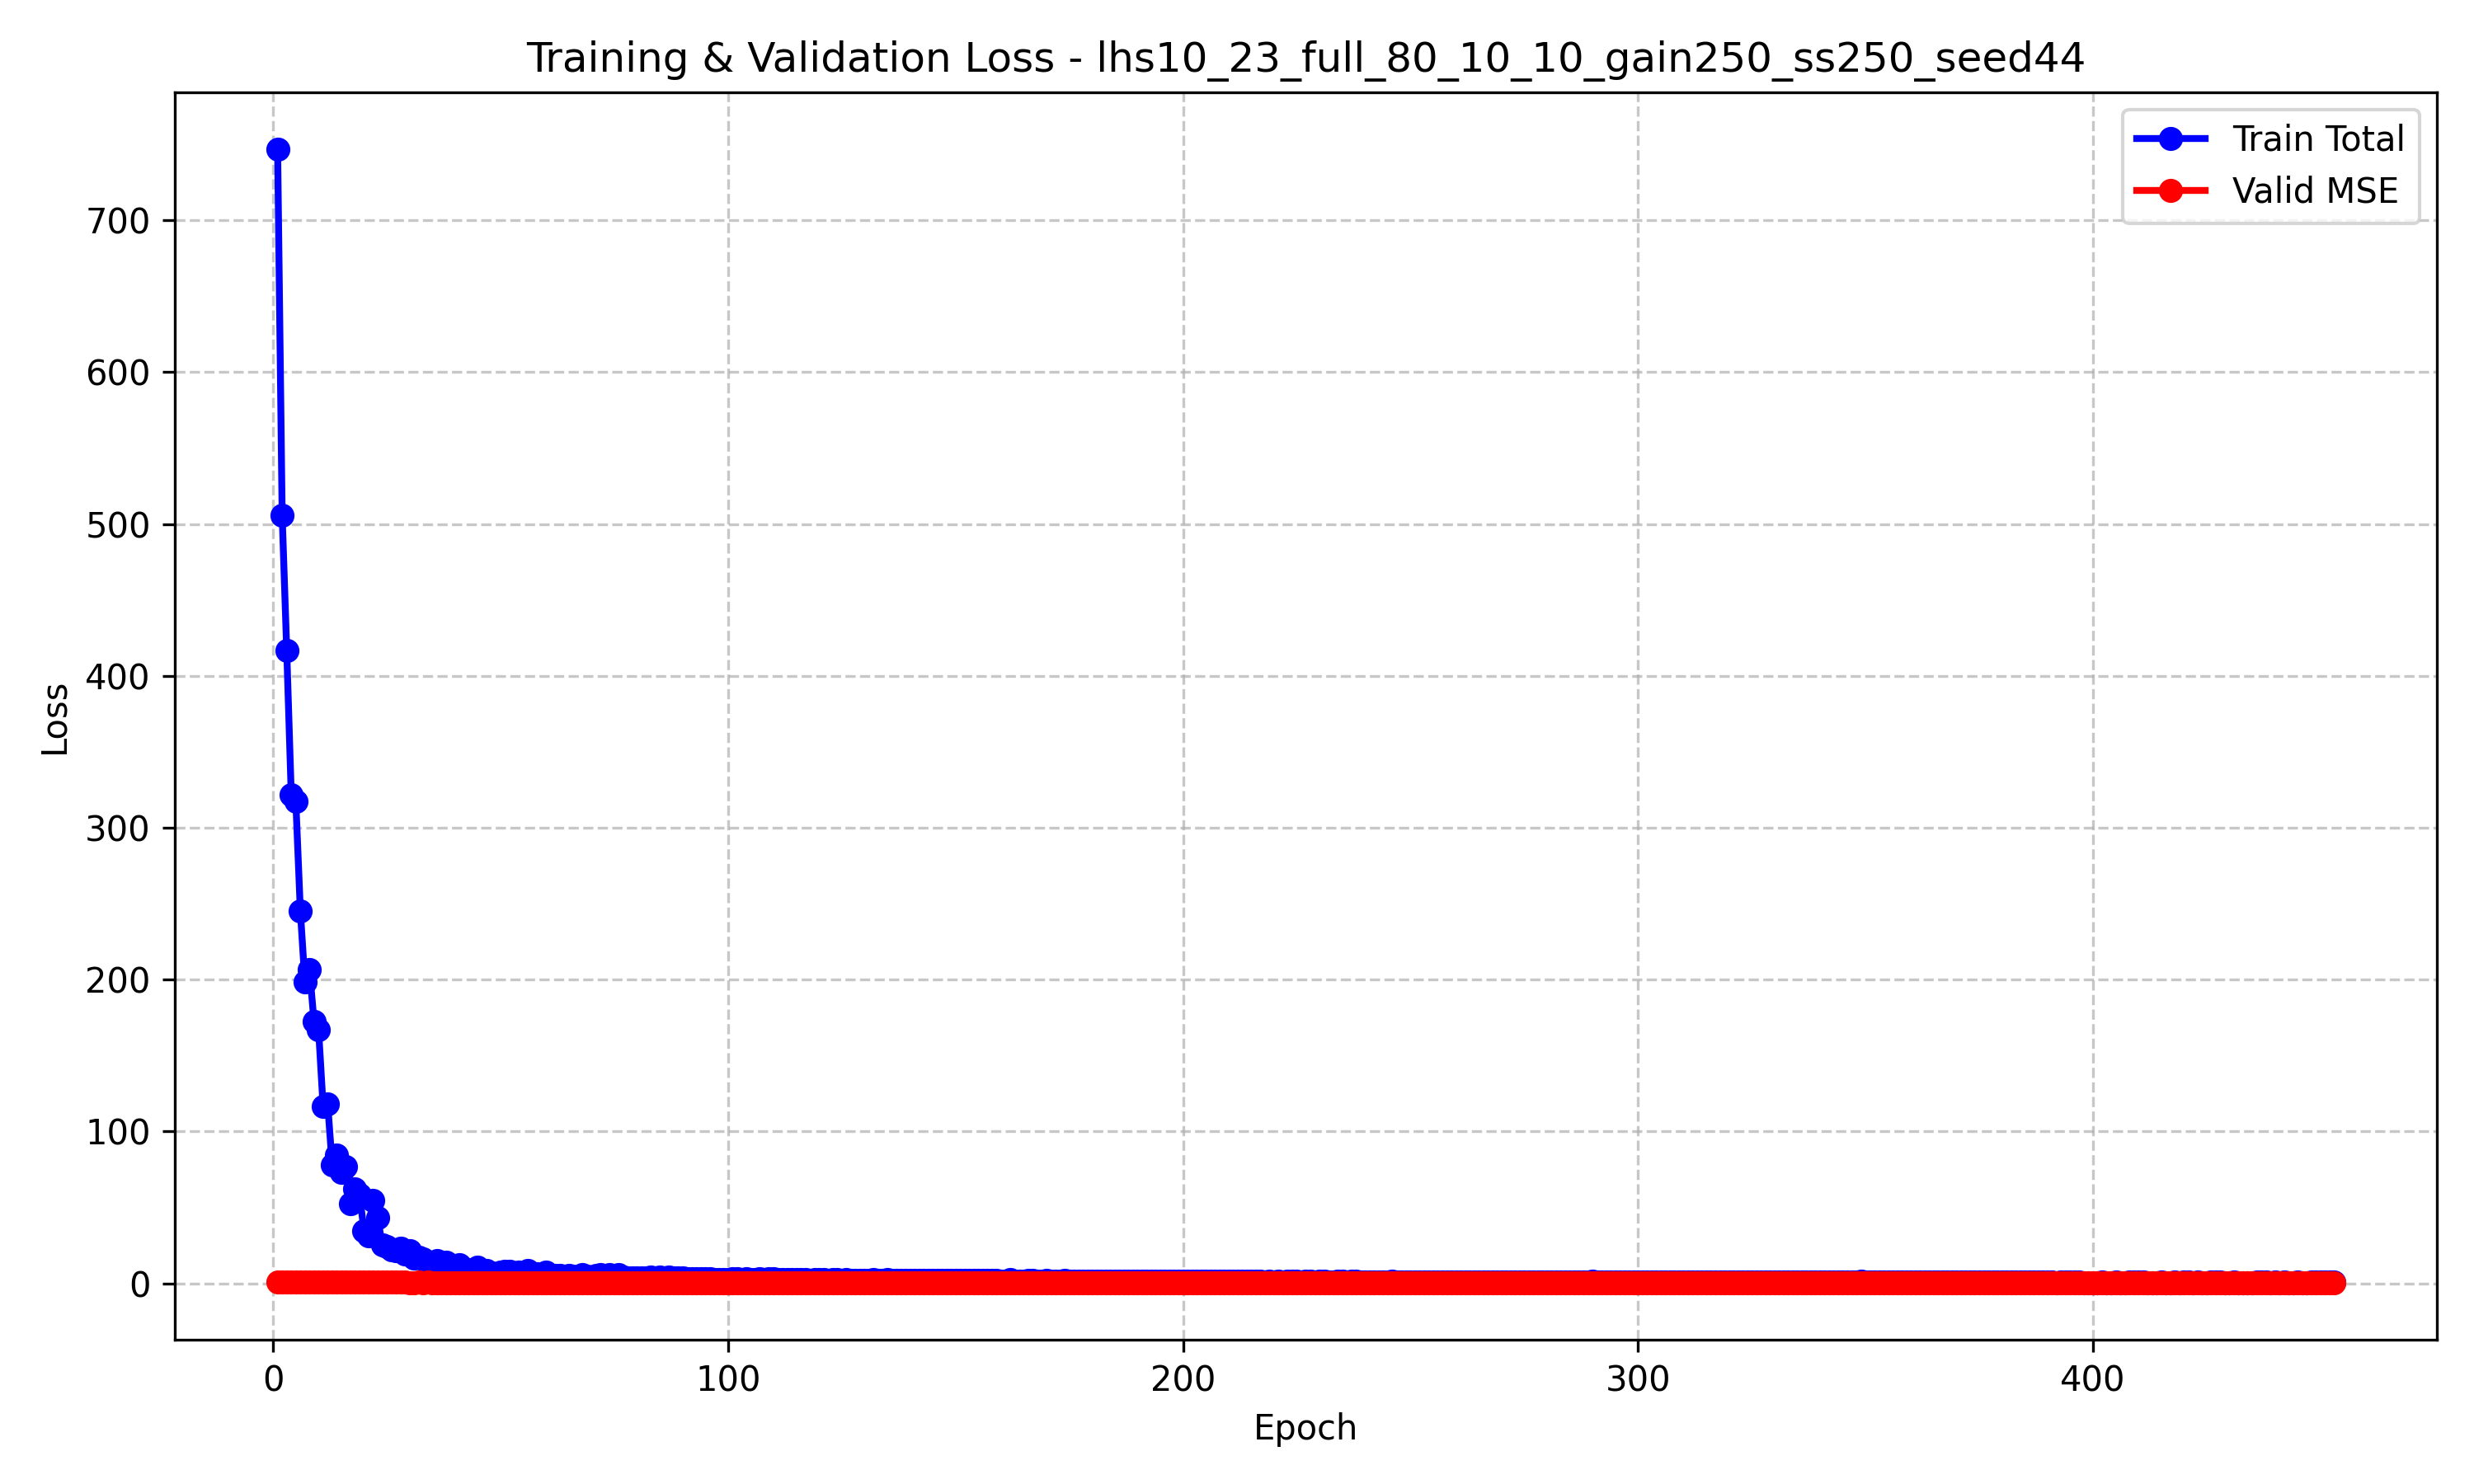 Training & Validation Loss - lhs10_23_full_80_10_10_gain250_ss250_seed44
Train Total
Valid MSE
700
600
500
400
300
200
100
0
Loss
0 100 200 300 400
Epoch